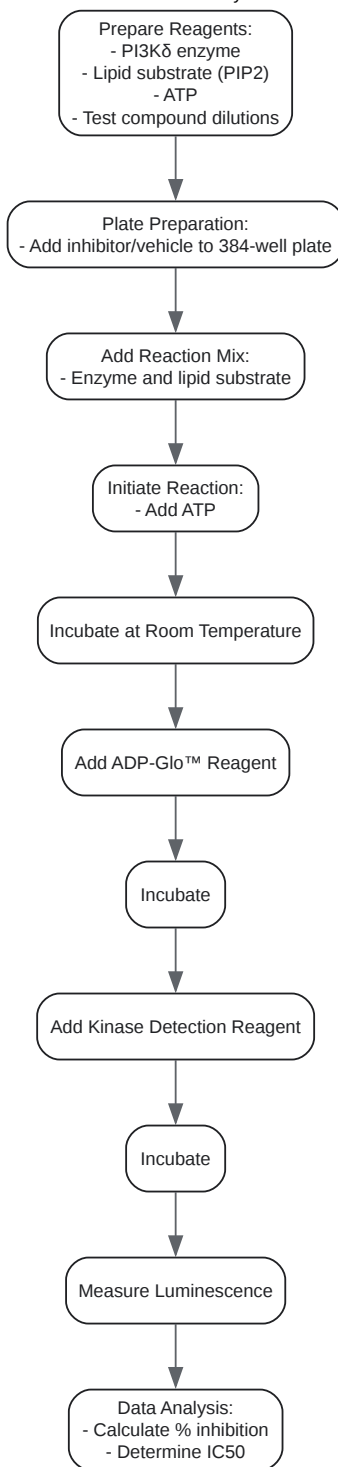 Prepare Reagents:
- PI3Kδ enzyme
- Lipid substrate (PIP2)
- ATP
- Test compound dilutions
Plate Preparation:
- Add inhibitor/vehicle to 384-well plate
Add Reaction Mix:
- Enzyme and lipid substrate
Initiate Reaction:
- Add ATP
Incubate at Room Temperature
Add ADP-Glo™ Reagent
Incubate
Add Kinase Detection Reagent
Incubate
Measure Luminescence
Data Analysis:
- Calculate % inhibition
- Determine IC50